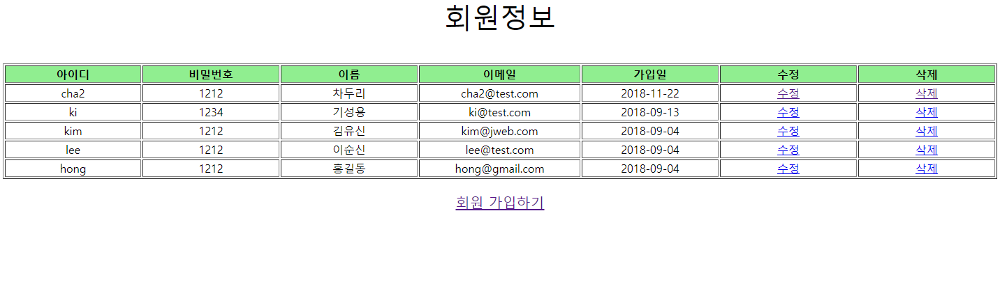 회원정보
아이디 비밀번호 이름 이메일 가입일 수정 삭제
cha2 1212 차두리 cha2@test.com 2018-11-22 수정 삭제
ki 1234 기성용 ki@test.com 2018-09-13 수정 삭제
kim 1212 김유신 kim@jweb.com 2018-09-04 수정 삭제
lee 1212 이순신 lee@test.com 2018-09-04 수정 삭제
hong 1212 홍길동 hong@gmail.com 2018-09-04 수정 삭제
회원 가입하기